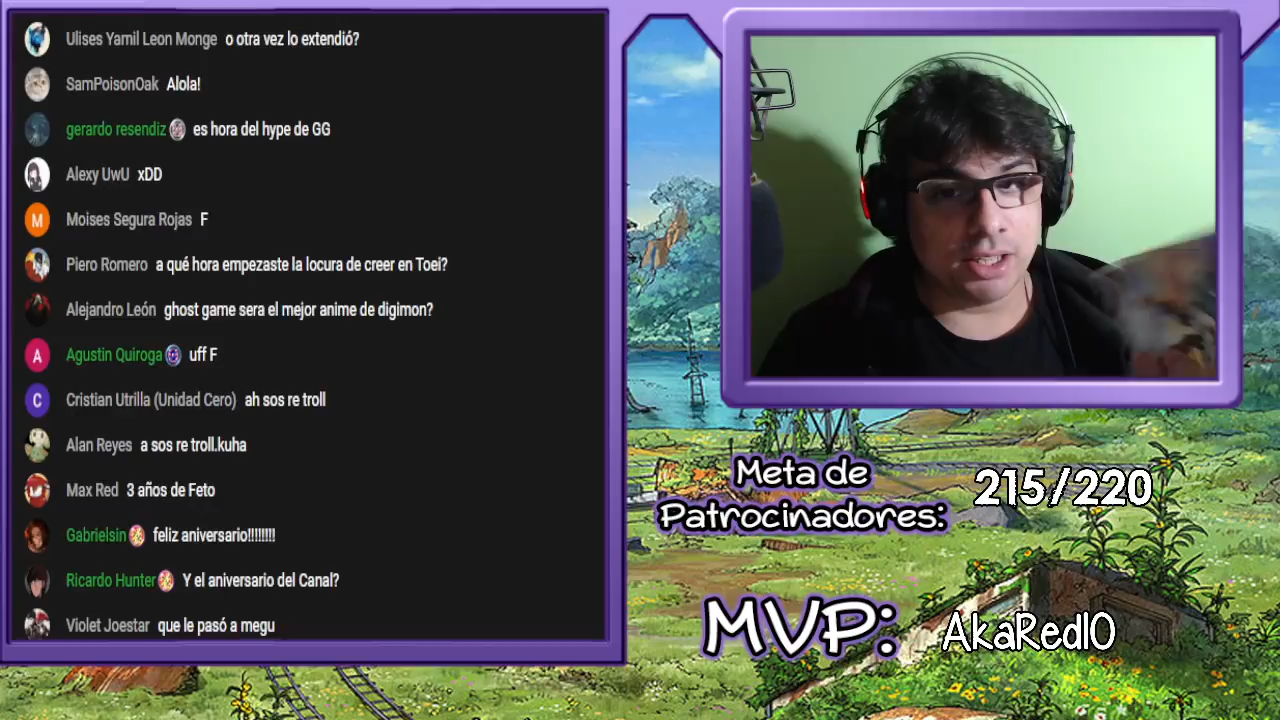 Ulises Yamil Leon Monge o otra vez lo extendió?
SamPoisonOak Alola!
gerardo resendiz es hora del hype de GG
Alexy UwU xDD
M Moises Segura Rojas F
Piero Romero a qué hora empezaste la locura de creer en Toei?
Alejandro León ghost game sera el mejor anime de digimon?
A Agustin Quiroga uff F
C Cristian Utrilla (Unidad Cero) ah sos re troll
Alan Reyes a sos re troll.kuha
Max Red 3 años de Feto
Gabrielsin feliz aniversario!!!!!!!!
Ricardo Hunter Y el aniversario del Canal?
Violet Joestar que le pasó a megu
Meta de
Patrocinadores:
215/220
MVP:
AkaRed10